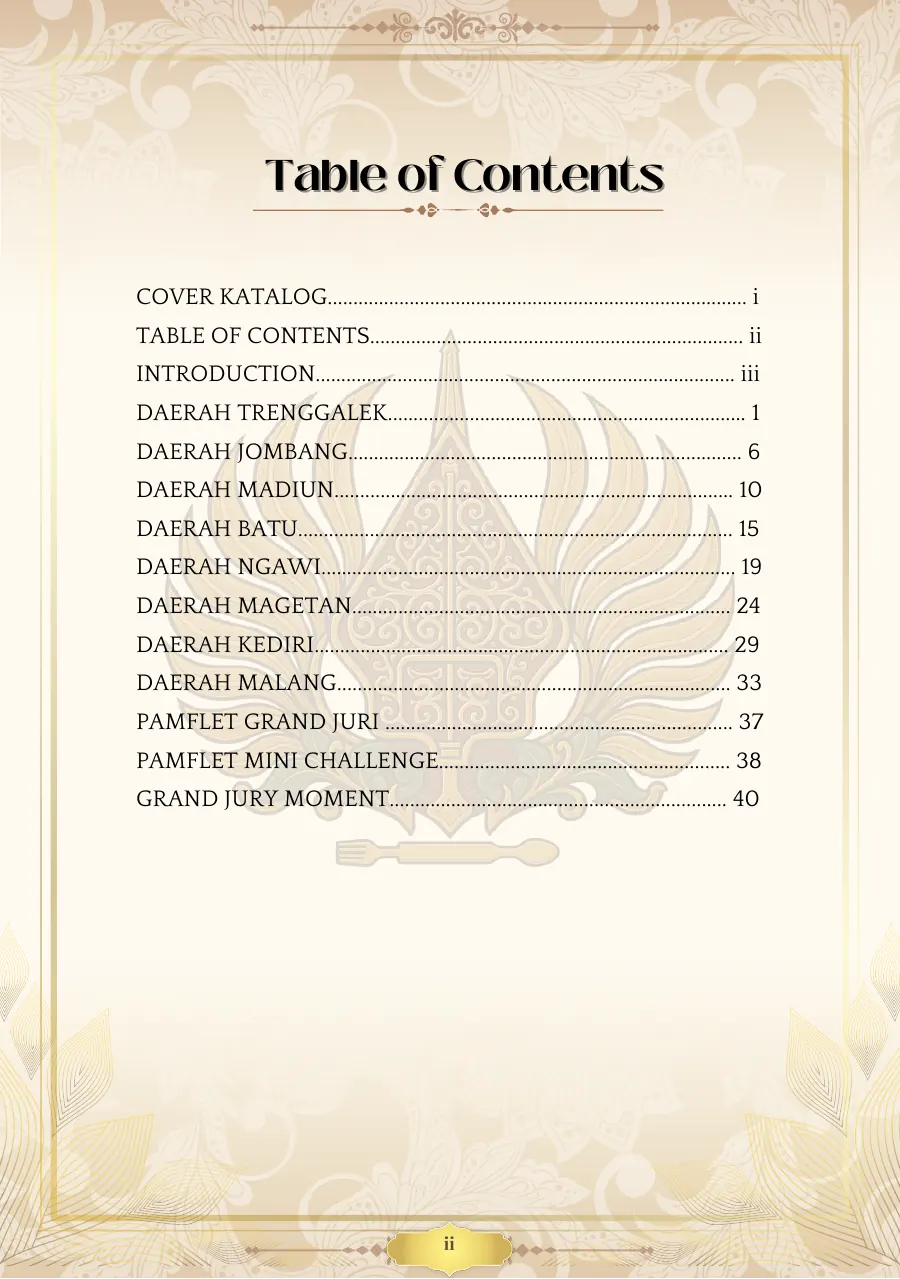 Table of Contents
COVER KATALOG.................................................................................. i
TABLE OF CONTENTS......................................................................... ii
INTRODUCTION.................................................................................. iii
DAERAH TRENGGALEK...................................................................... 1
DAERAH JOMBANG............................................................................. 6
DAERAH MADIUN.............................................................................. 10
DAERAH BATU..................................................................................... 15
DAERAH NGAWI................................................................................. 19
DAERAH MAGETAN.......................................................................... 24
DAERAH KEDIRI................................................................................. 29
DAERAH MALANG............................................................................. 33
PAMFLET GRAND JURI .................................................................... 37
PAMFLET MINI CHALLENGE......................................................... 38
GRAND JURY MOMENT.................................................................. 40
ii